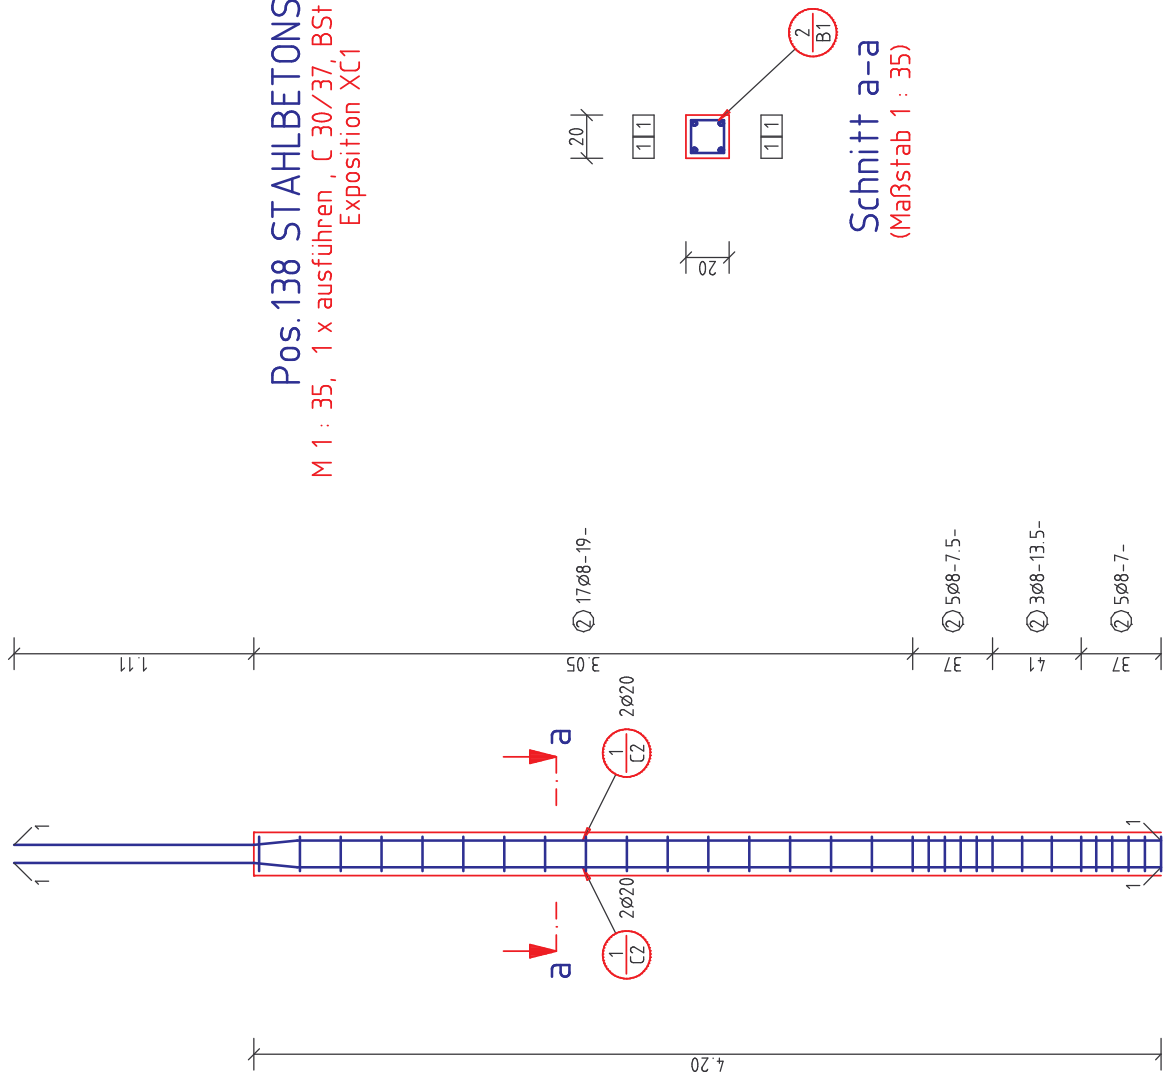 Pos. 138 STAHLBETONS
M 1 : 35, 1 x ausführen , C 30/37, BSt
Exposition XC1
20
1 1
20
1 1
2
B1
Schnitt a-a
(Maßstab 1 : 35)
1.11
3.05
② 17Ø8-19-
37
② 5Ø8-7.5-
41
② 3Ø8-13.5-
37
② 5Ø8-7-
1
1
a
a
1
C2
2Ø20
1
C2
2Ø20
1
1
4.20